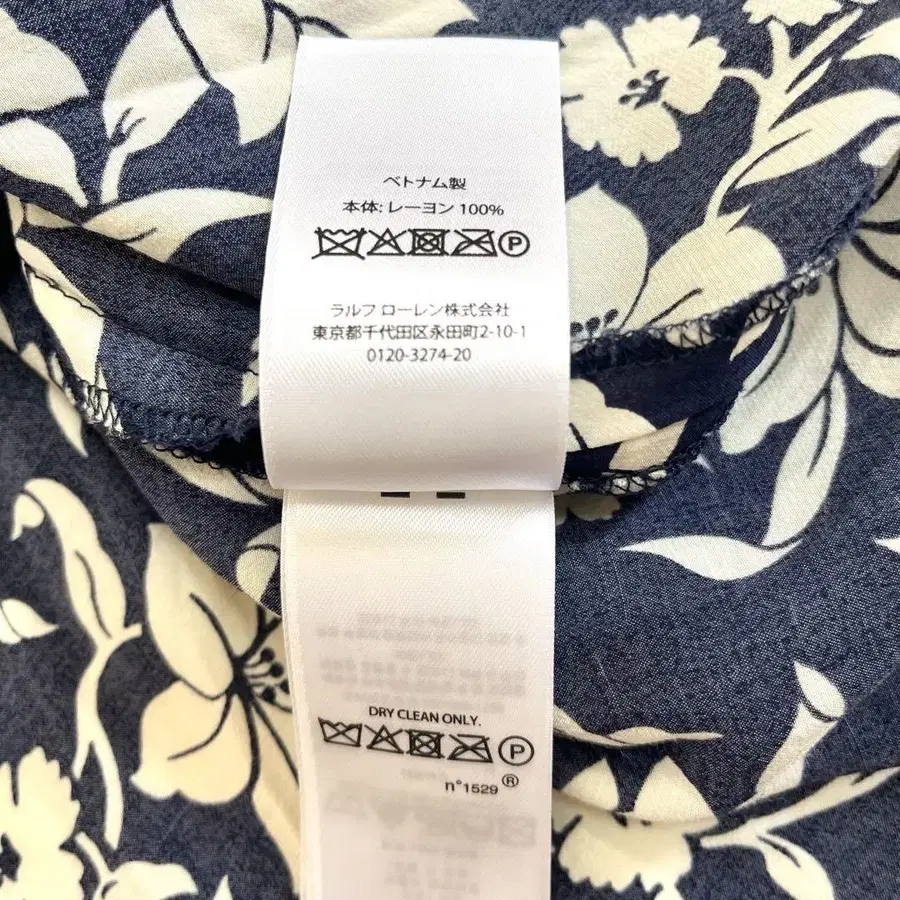 ベトナム製
本体: レーヨン 100%
P
ラルフ ローレン株式会社
東京都千代田区永田町2-10-1
0120-3274-20
DRY CLEAN ONLY.
P
n°1529®